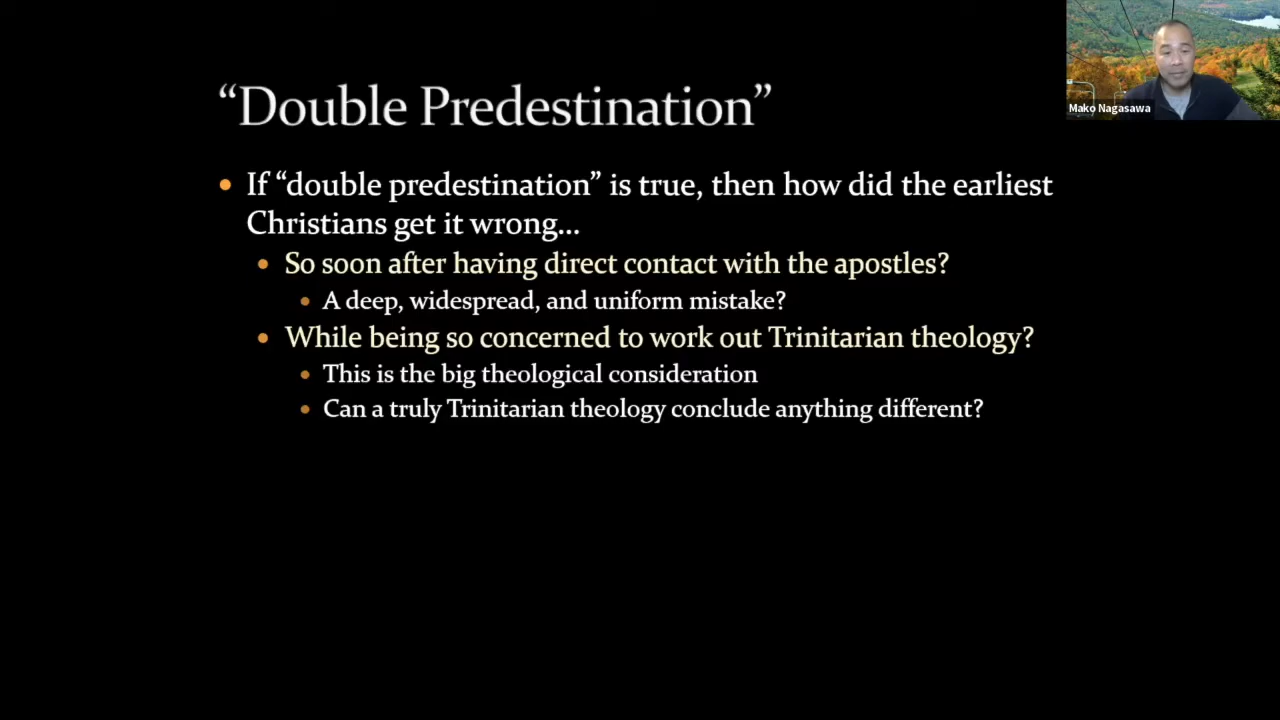 “Double Predestination”
Mako Nagasawa
• If “double predestination” is true, then how did the earliest
Christians get it wrong...
• So soon after having direct contact with the apostles?
• A deep, widespread, and uniform mistake?
• While being so concerned to work out Trinitarian theology?
• This is the big theological consideration
• Can a truly Trinitarian theology conclude anything different?